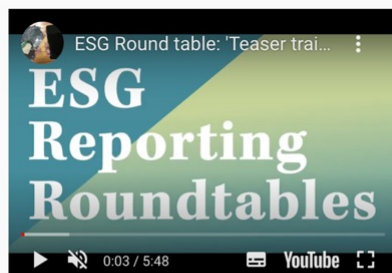 ESG Round table: 'Teaser trai...
ESG
Reporting
Roundtables
0:03 / 5:48
YouTube